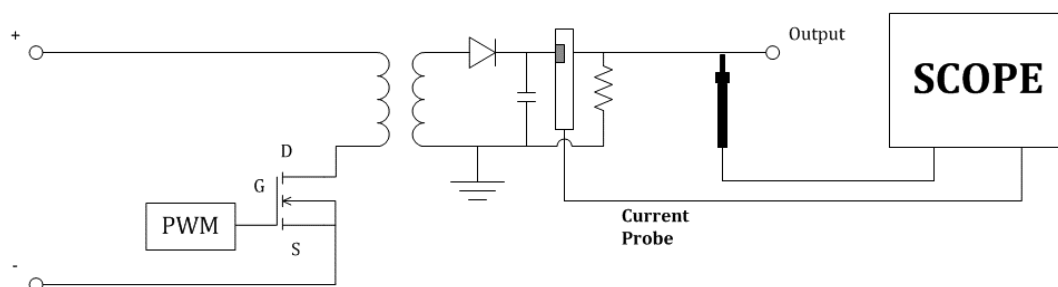 +
Output
SCOPE
D
G
PWM
S
Current
Probe
-